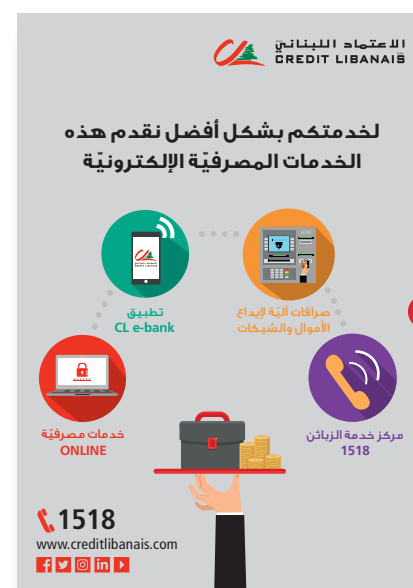 الاعتماد اللبناني
CREDIT LIBANAIS
لخدمتكم بشكل أفضل نقدم هذه
الخدمات المصرفيّة الإلكترونيّة
ATM
صرافات آليّة لإيداع
الأموال والشيكات
تطبيق
CL e-bank
مركز خدمة الزبائن
1518
خدمات مصرفيّة
ONLINE
1518
www.creditlibanais.com